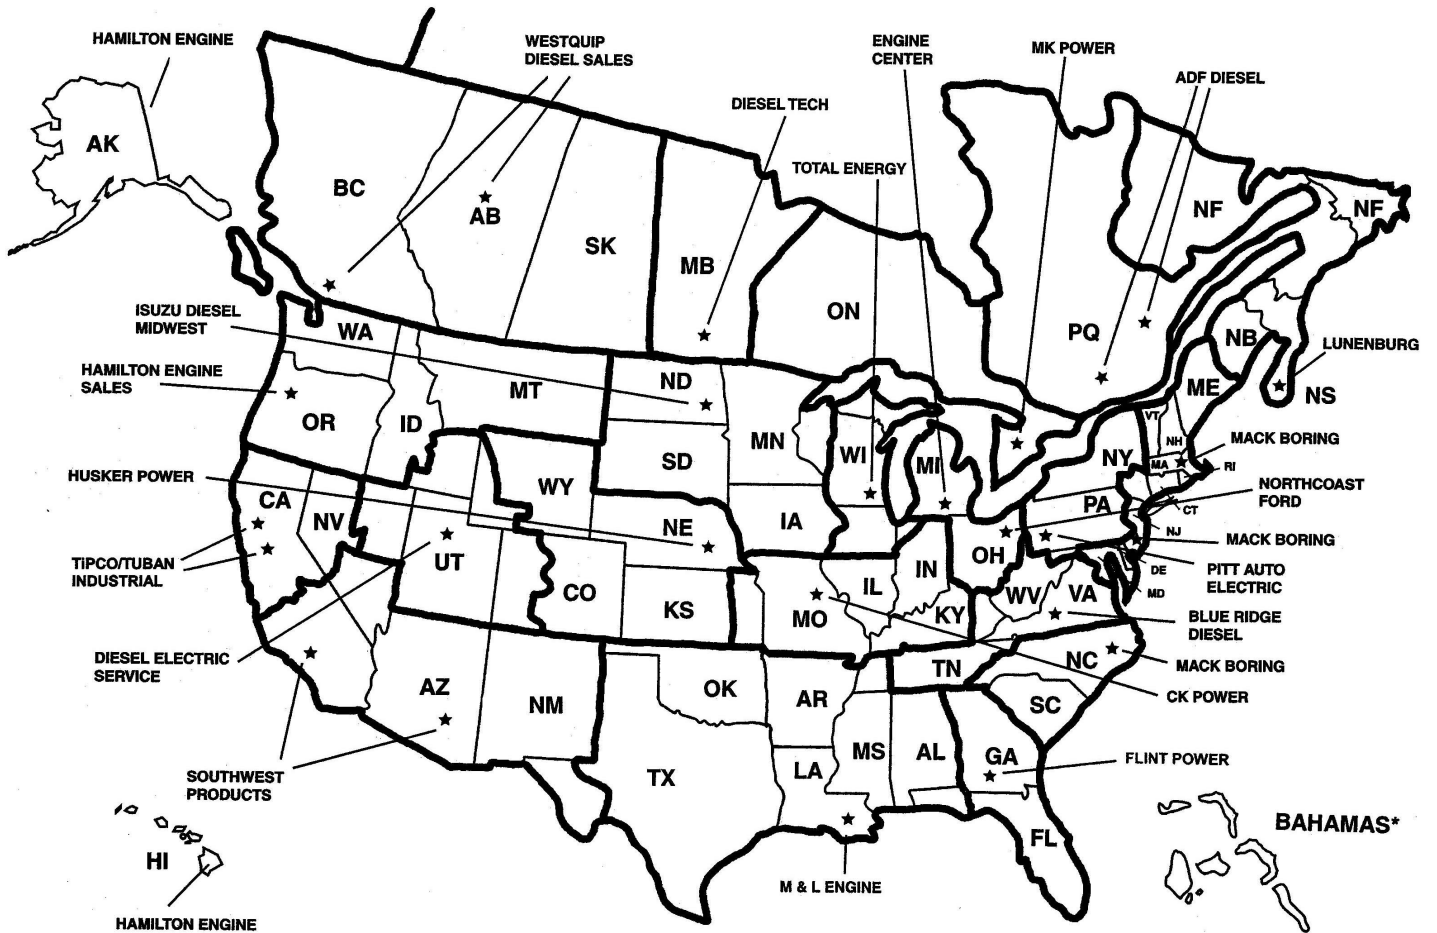 HAMILTON ENGINE
WESTQUIP
DIESEL SALES
ENGINE
CENTER
MK POWER
ADF DIESEL
DIESEL TECH
TOTAL ENERGY
AK
BC
AB
SK
MB
ON
PQ
NF
NF
NB
NS
LUNENBURG
ISUZU DIESEL
MIDWEST
HAMILTON ENGINE
SALES
HUSKER POWER
TIPCO/TUBAN
INDUSTRIAL
DIESEL ELECTRIC
SERVICE
SOUTHWEST
PRODUCTS
WA
OR
ID
MT
ND
SD
MN
WI
MI
WY
NE
IA
CA
NV
UT
CO
KS
MO
IL
IN
OH
KY
WV
VA
PA
NY
VT
NH
ME
MA
RI
CT
NJ
DE
MD
AZ
NM
OK
AR
TN
NC
SC
TX
LA
MS
AL
GA
FL
MACK BORING
NORTHCOAST
FORD
MACK BORING
PITT AUTO
ELECTRIC
BLUE RIDGE
DIESEL
MACK BORING
CK POWER
FLINT POWER
M & L ENGINE
HI
HAMILTON ENGINE
BAHAMAS*